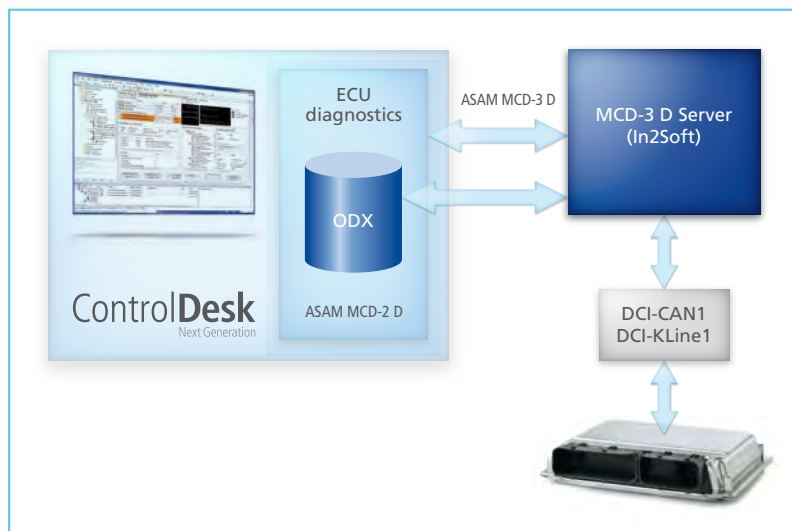 ECU
diagnostics
ODX
ASAM MCD-2 D
ControlDesk
Next Generation
ASAM MCD-3 D
MCD-3 D Server
(In2Soft)
DCI-CAN1
DCI-KLine1